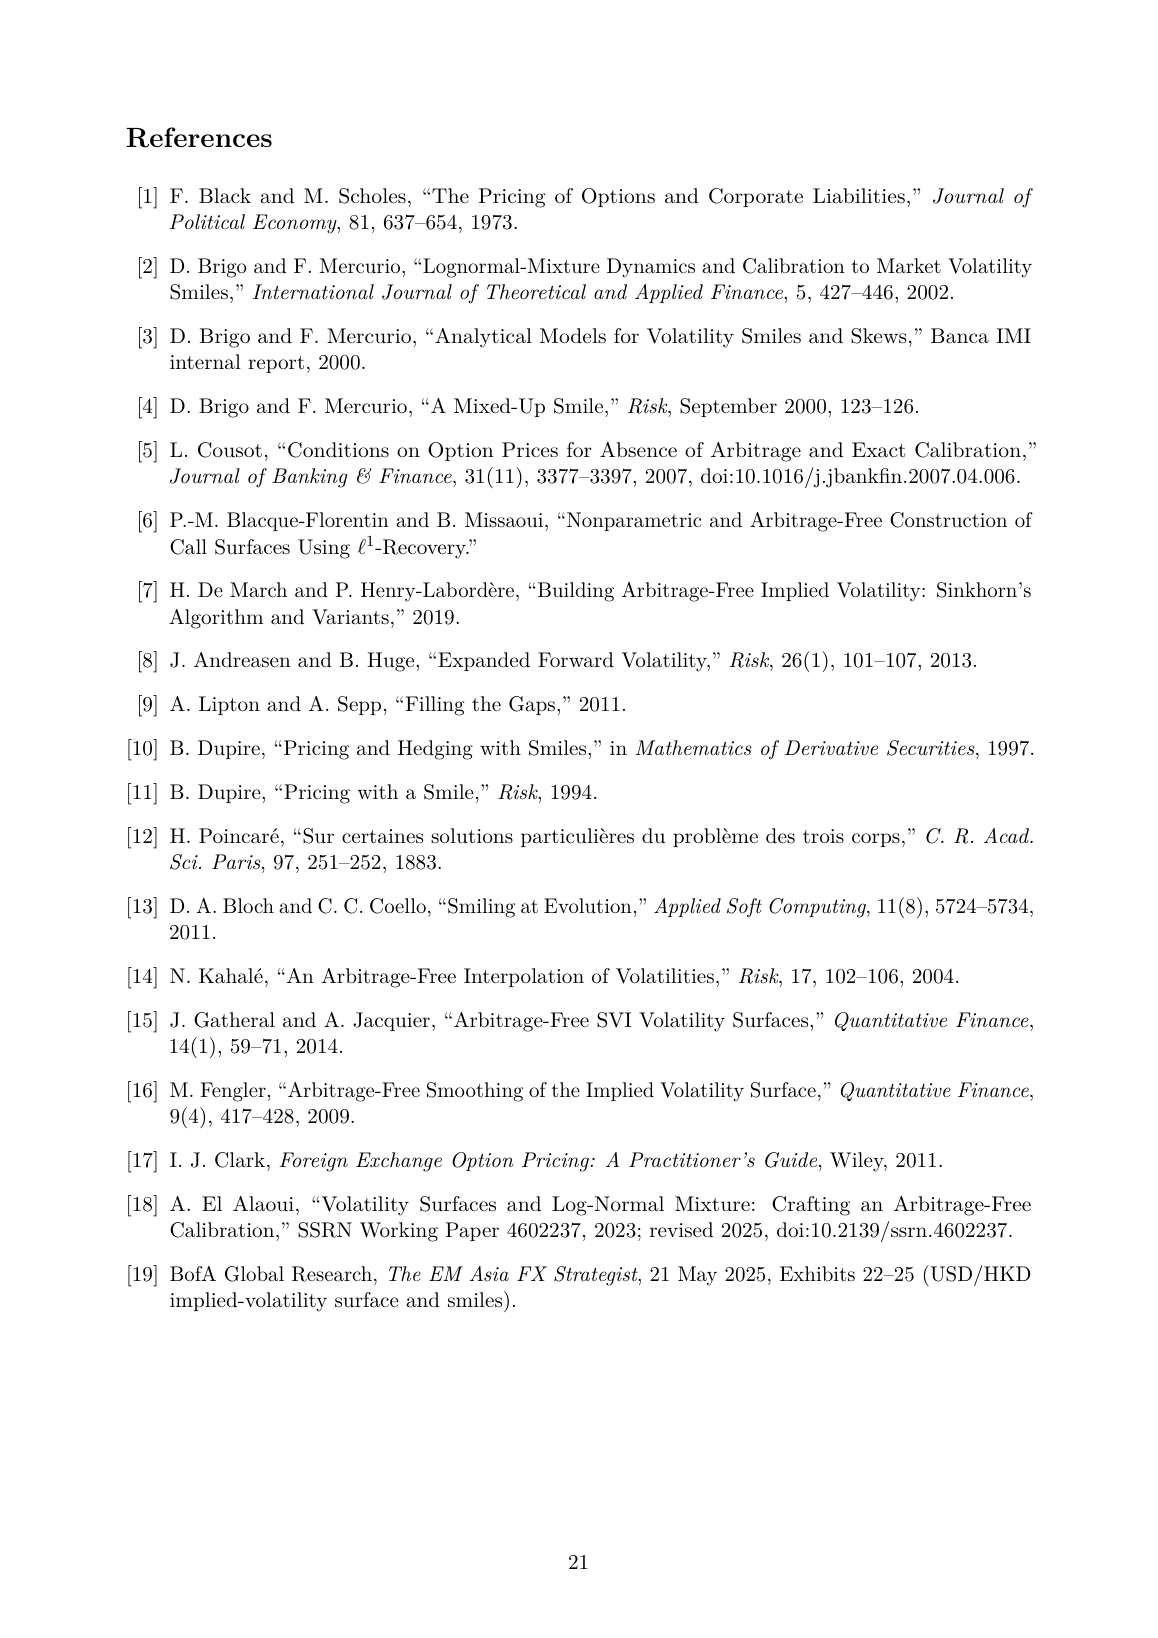 References
[1] F. Black and M. Scholes, “The Pricing of Options and Corporate Liabilities,” Journal of
Political Economy, 81, 637–654, 1973.
[2] D. Brigo and F. Mercurio, “Lognormal-Mixture Dynamics and Calibration to Market Volatility
Smiles,” International Journal of Theoretical and Applied Finance, 5, 427–446, 2002.
[3] D. Brigo and F. Mercurio, “Analytical Models for Volatility Smiles and Skews,” Banca IMI
internal report, 2000.
[4] D. Brigo and F. Mercurio, “A Mixed-Up Smile,” Risk, September 2000, 123–126.
[5] L. Cousot, “Conditions on Option Prices for Absence of Arbitrage and Exact Calibration,”
Journal of Banking & Finance, 31(11), 3377–3397, 2007, doi:10.1016/j.jbankfin.2007.04.006.
[6] P.-M. Blacque-Florentin and B. Missaoui, “Nonparametric and Arbitrage-Free Construction of
Call Surfaces Using ℓ¹-Recovery.”
[7] H. De March and P. Henry-Labordère, “Building Arbitrage-Free Implied Volatility: Sinkhorn’s
Algorithm and Variants,” 2019.
[8] J. Andreasen and B. Huge, “Expanded Forward Volatility,” Risk, 26(1), 101–107, 2013.
[9] A. Lipton and A. Sepp, “Filling the Gaps,” 2011.
[10] B. Dupire, “Pricing and Hedging with Smiles,” in Mathematics of Derivative Securities, 1997.
[11] B. Dupire, “Pricing with a Smile,” Risk, 1994.
[12] H. Poincaré, “Sur certaines solutions particulières du problème des trois corps,” C. R. Acad.
Sci. Paris, 97, 251–252, 1883.
[13] D. A. Bloch and C. C. Coello, “Smiling at Evolution,” Applied Soft Computing, 11(8), 5724–5734,
2011.
[14] N. Kahalé, “An Arbitrage-Free Interpolation of Volatilities,” Risk, 17, 102–106, 2004.
[15] J. Gatheral and A. Jacquier, “Arbitrage-Free SVI Volatility Surfaces,” Quantitative Finance,
14(1), 59–71, 2014.
[16] M. Fengler, “Arbitrage-Free Smoothing of the Implied Volatility Surface,” Quantitative Finance,
9(4), 417–428, 2009.
[17] I. J. Clark, Foreign Exchange Option Pricing: A Practitioner’s Guide, Wiley, 2011.
[18] A. El Alaoui, “Volatility Surfaces and Log-Normal Mixture: Crafting an Arbitrage-Free
Calibration,” SSRN Working Paper 4602237, 2023; revised 2025, doi:10.2139/ssrn.4602237.
[19] BofA Global Research, The EM Asia FX Strategist, 21 May 2025, Exhibits 22–25 (USD/HKD
implied-volatility surface and smiles).
21